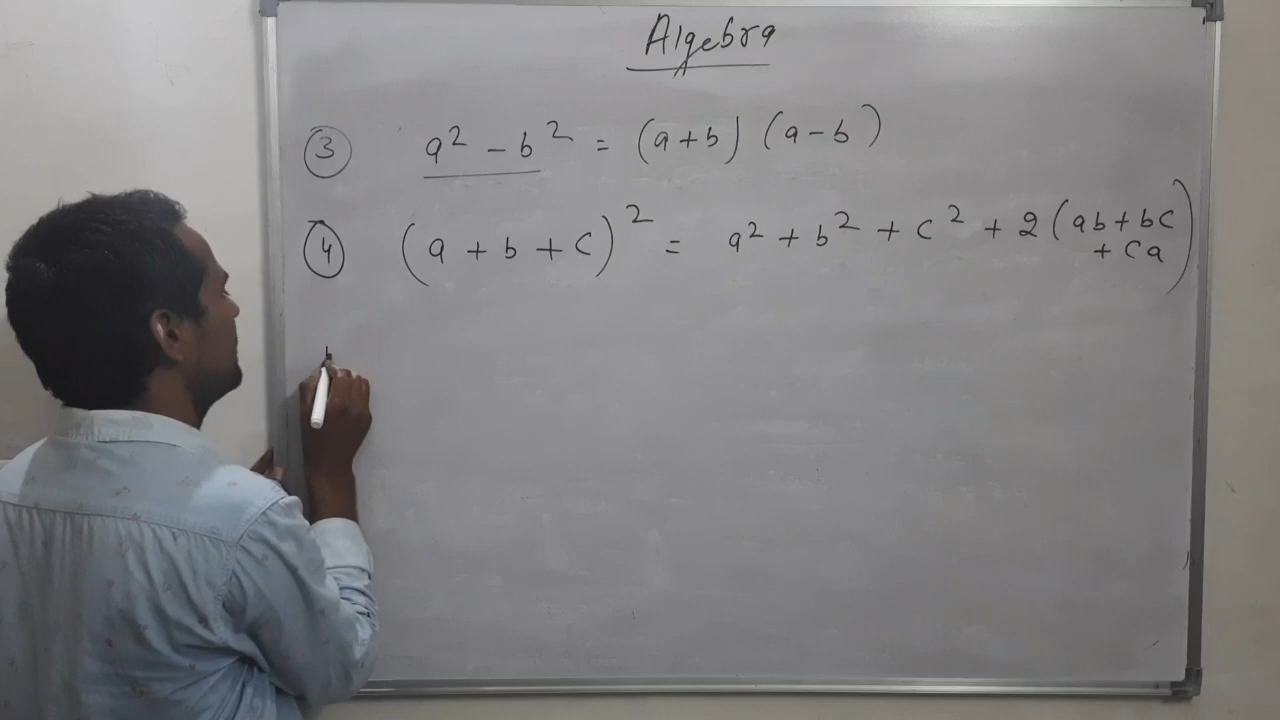 Algebra
③ a² - b² = (a+b) (a-b)
④ (a + b + c)² = a² + b² + c² + 2 (ab + bc
+ ca)